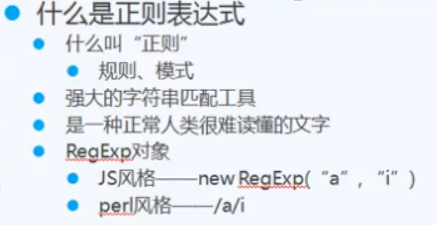 什么是正则表达式
什么叫“正则”
规则、模式
强大的字符串匹配工具
是一种正常人类很难读懂的文字
RegExp对象
JS风格——new RegExp(“a”, “i”)
perl风格——/a/i